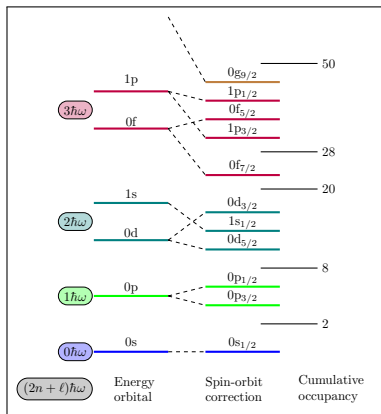 0g9/2
50
1p
1p1/2
3ħω
0f5/2
0f
1p3/2
28
0f7/2
20
1s
0d3/2
2ħω
1s1/2
0d
0d5/2
8
0p
0p1/2
1ħω
0p3/2
2
0s
0s1/2
0ħω
(2n + ℓ)ħω
Energy
orbital
Spin-orbit
correction
Cumulative
occupancy